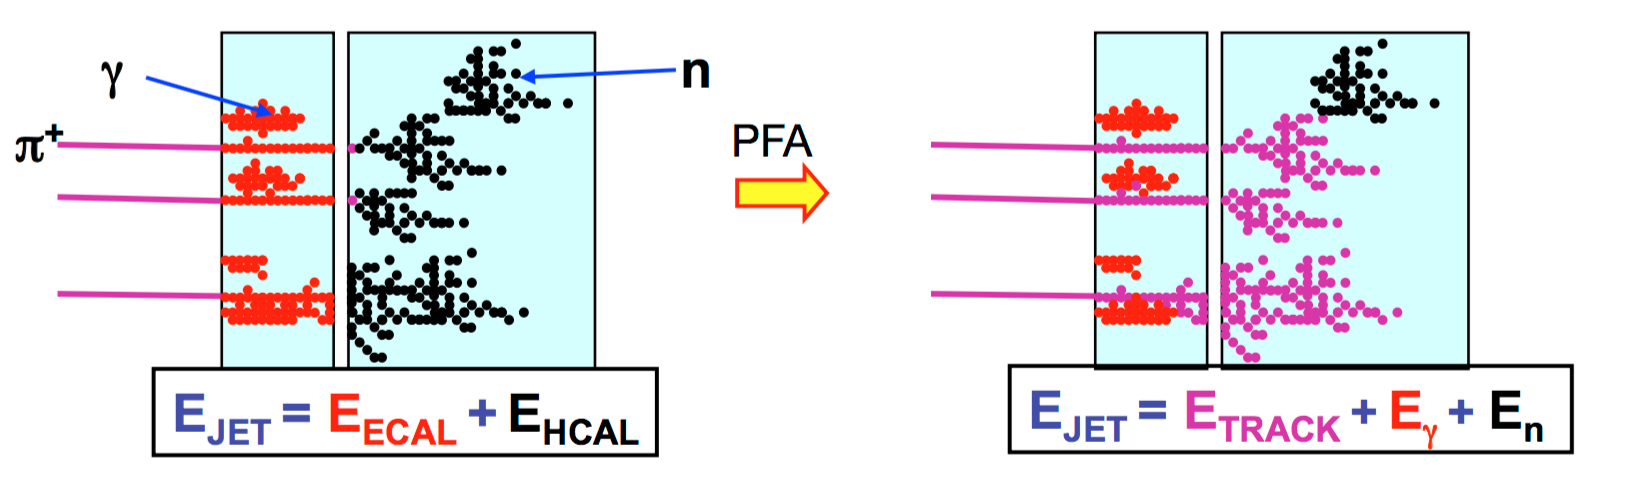 γ
n
π+
PFA
EJET = EECAL + EHCAL
EJET = ETRACK + Eγ + En